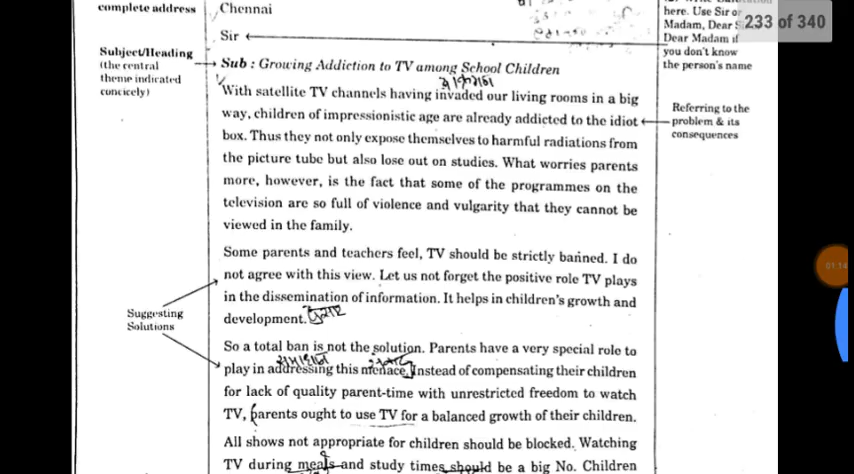 complete address
Chennai
here. Use Sir or
Madam, Dear
Dear Madam if
you don't know
the person's name
233 of 340
Sir
Subject/Heading
(the central
theme indicated
concicely)
Sub : Growing Addiction to TV among School Children
With satellite TV channels having invaded our living rooms in a big
way, children of impressionistic age are already addicted to the idiot
box. Thus they not only expose themselves to harmful radiations from
the picture tube but also lose out on studies. What worries parents
more, however, is the fact that some of the programmes on the
television are so full of violence and vulgarity that they cannot be
viewed in the family.
Referring to the
problem & its
consequences
01:14
Some parents and teachers feel, TV should be strictly banned. I do
not agree with this view. Let us not forget the positive role TV plays
in the dissemination of information. It helps in children's growth and
development.
प्रसार
Suggesting
Solutions
So a total ban is not the solution. Parents have a very special role to
समाधान
play in addressing this menace. Instead of compensating their children
for lack of quality parent-time with unrestricted freedom to watch
TV, parents ought to use TV for a balanced growth of their children.
All shows not appropriate for children should be blocked. Watching
TV during meals and study times should be a big No. Children